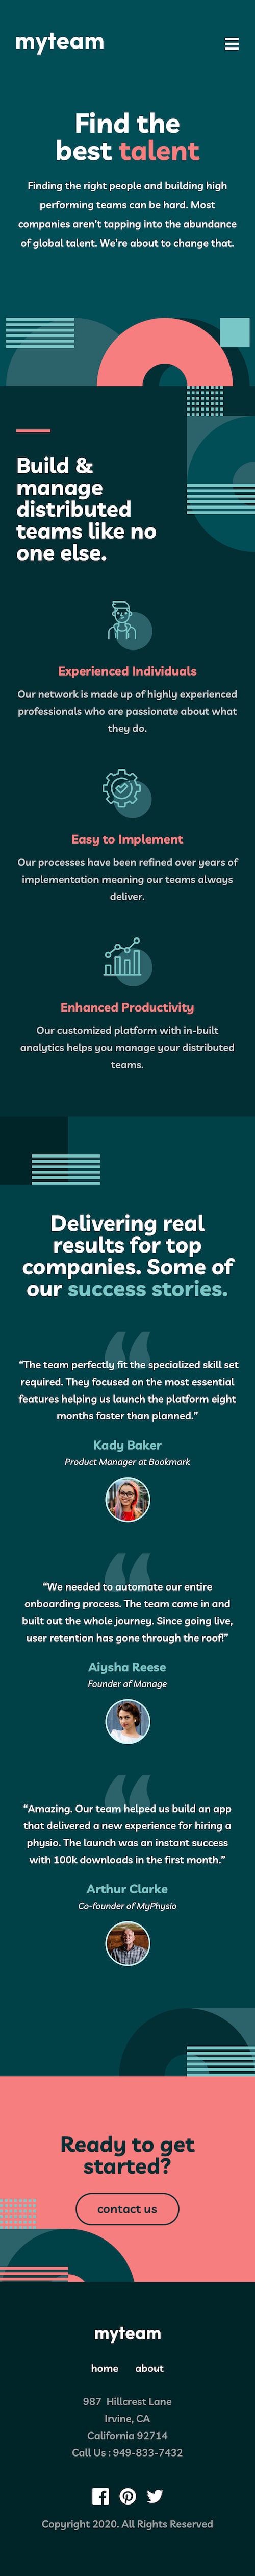 myteam
Find the
best talent
Finding the right people and building high
performing teams can be hard. Most
companies aren't tapping into the abundance
of global talent. We're about to change that.
Build &
manage
distributed
teams like no
one else.
Experienced Individuals
Our network is made up of highly experienced
professionals who are passionate about what
they do.
Easy to Implement
Our processes have been refined over years of
implementation meaning our teams always
deliver.
Enhanced Productivity
Our customized platform with in-built
analytics helps you manage your distributed
teams.
Delivering real
results for top
companies. Some of
our success stories.
“The team perfectly fit the specialized skill set
required. They focused on the most essential
features helping us launch the platform eight
months faster than planned.”
Kady Baker
Product Manager at Bookmark
“We needed to automate our entire
onboarding process. The team came in and
built out the whole journey. Since going live,
user retention has gone through the roof!”
Aiysha Reese
Founder of Manage
“Amazing. Our team helped us build an app
that delivered a new experience for hiring a
physio. The launch was an instant success
with 100k downloads in the first month.”
Arthur Clarke
Co-founder of MyPhysio
Ready to get
started?
contact us
myteam
home about
987 Hillcrest Lane
Irvine, CA
California 92714
Call Us : 949-833-7432
Copyright 2020. All Rights Reserved